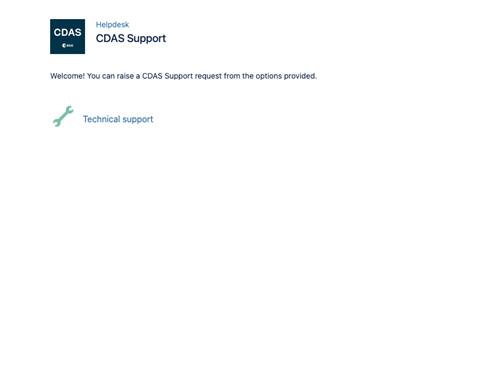 CDAS
esa
Helpdesk
CDAS Support
Welcome! You can raise a CDAS Support request from the options provided.
Technical support